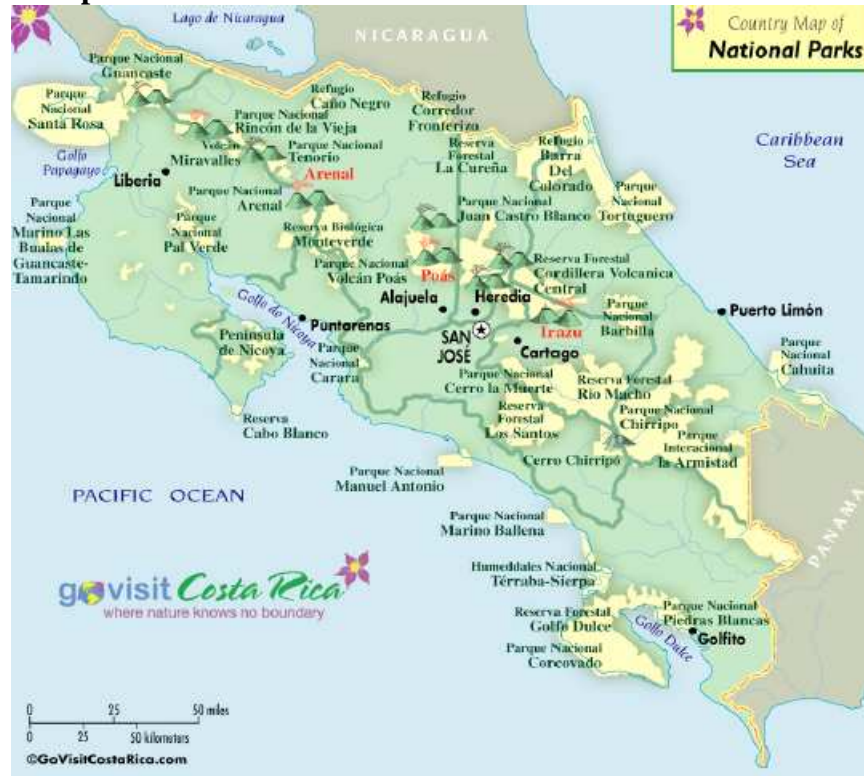 Lago de Nicaragua
NICARAGUA
Country Map of
National Parks
Parque Nacional
Guancaste
Parque
Nacional
Santa Rosa
Refugio
Caño Negro
Refugio
Corredor
Fronterizo
Parque Nacional
Rincón de la Vieja
Volcán
Miravalles
Parque Nacional
Tenorio
Reserva
Forestal
La Cureña
Refugio
Barra
Del
Colorado
Caribbean
Sea
Golfo
Papagayo
Liberia
Arenal
Parque Nacional
Arenal
Parque
Nacional
Tortuguero
Parque
Nacional
Marino Las
Bualas de
Guancaste-
Tamarindo
Parque
Nacional
Pal Verde
Reserva Biológica
Monteverde
Parque Nacional
Juan Castro Blanco
Parque Nacional
Volcán Poás
Poás
Reserva Forestal
Cordillera Volcanica
Central
Golfo de Nicoya
Puntarenas
Alajuela
Heredia
SAN
JOSÉ
Irazu
Cartago
Parque
Nacional
Barbilla
Puerto Limón
Peninsula
de Nicoya
Parque
Nacional
Carara
Parque
Nacional
Cahuita
Parque Nacional
Cerro la Muerte
Reserva Forestal
Rio Macho
Reserva
Cabo Blanco
Reserva
Forestal
Los Santos
Parque Nacional
Chirripo
Parque
Interacional
la Armistad
Cerro Chirripó
Parque Nacional
Manuel Antonio
PACIFIC OCEAN
Parque Nacional
Marino Ballena
PANAMA
Humeddales Nacional
Térraba-Sierpa
govisit Costa Rica
where nature knows no boundary
Reserva Forestal
Golfo Dulce
Parque Nacional
Piedras Blancas
Golfo Dulce
Golfito
Parque Nacional
Corcovado
0 25 50 miles
0 25 50 kilometers
©GoVisitCostaRica.com